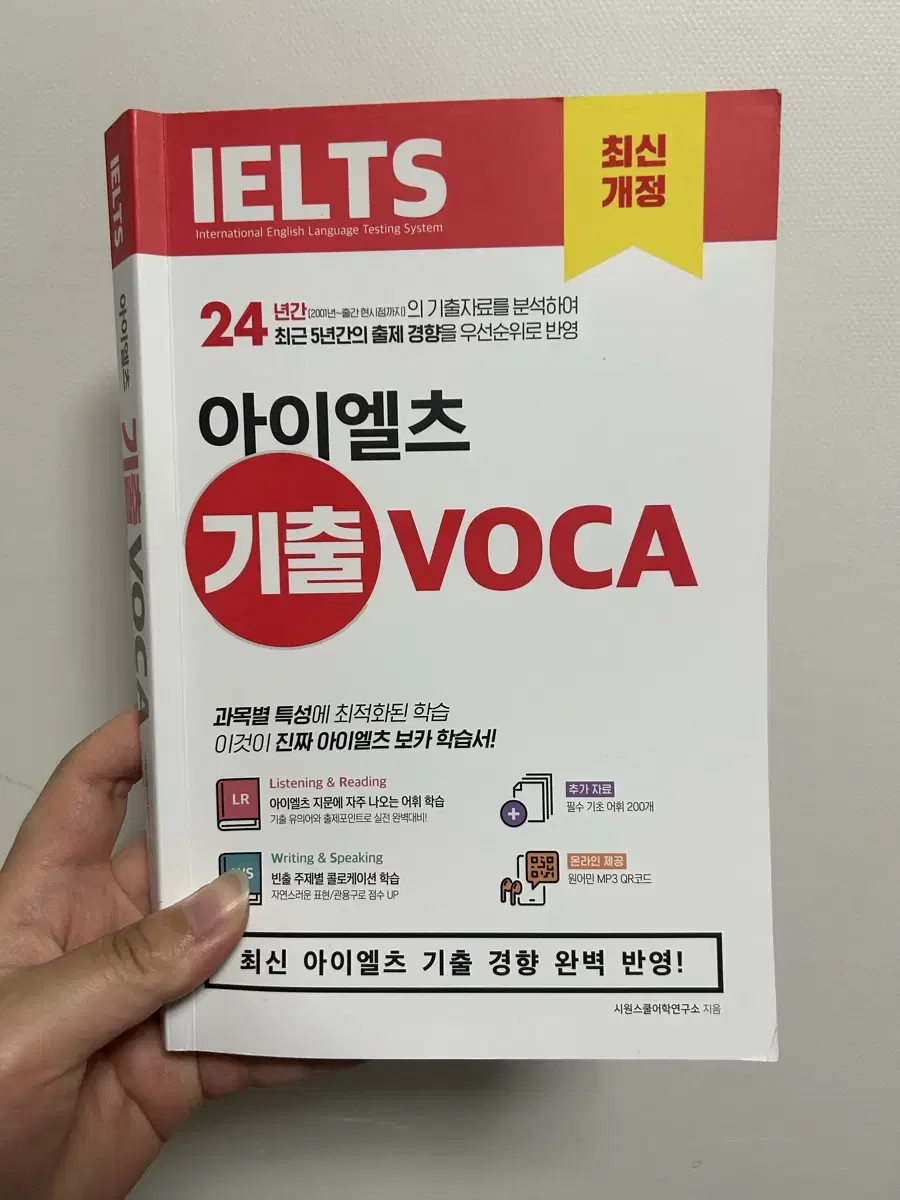 IELTS
International English Language Testing System
최신
개정
24년간(2001년~출간 현시점까지)의 기출자료를 분석하여
최근 5년간의 출제 경향을 우선순위로 반영
아이엘츠
기출 VOCA
과목별 특성에 최적화된 학습
이것이 진짜 아이엘츠 보카 학습서!
LR
Listening & Reading
아이엘츠 지문에 자주 나오는 어휘 학습
기출 유의어와 출제포인트로 실전 완벽대비!
추가 자료
필수 기초 어휘 200개
WS
Writing & Speaking
빈출 주제별 콜로케이션 학습
자연스러운 표현/관용구로 점수 UP
온라인 제공
원어민 MP3 QR코드
최신 아이엘츠 기출 경향 완벽 반영!
시원스쿨어학연구소 지음
IELTS
아이엘츠
기출 VOCA